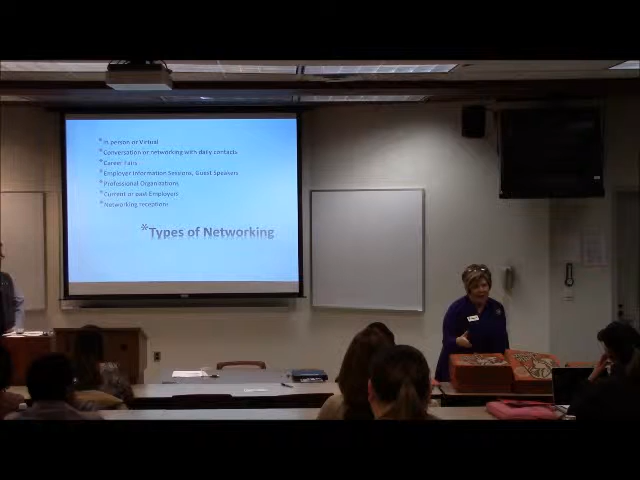 *In person or Virtual
*Conversation or networking with daily contacts
*Career Fairs
*Employer Information Sessions, Guest Speakers
*Professional Organizations
*Current or past Employers
*Networking receptions
*Types of Networking